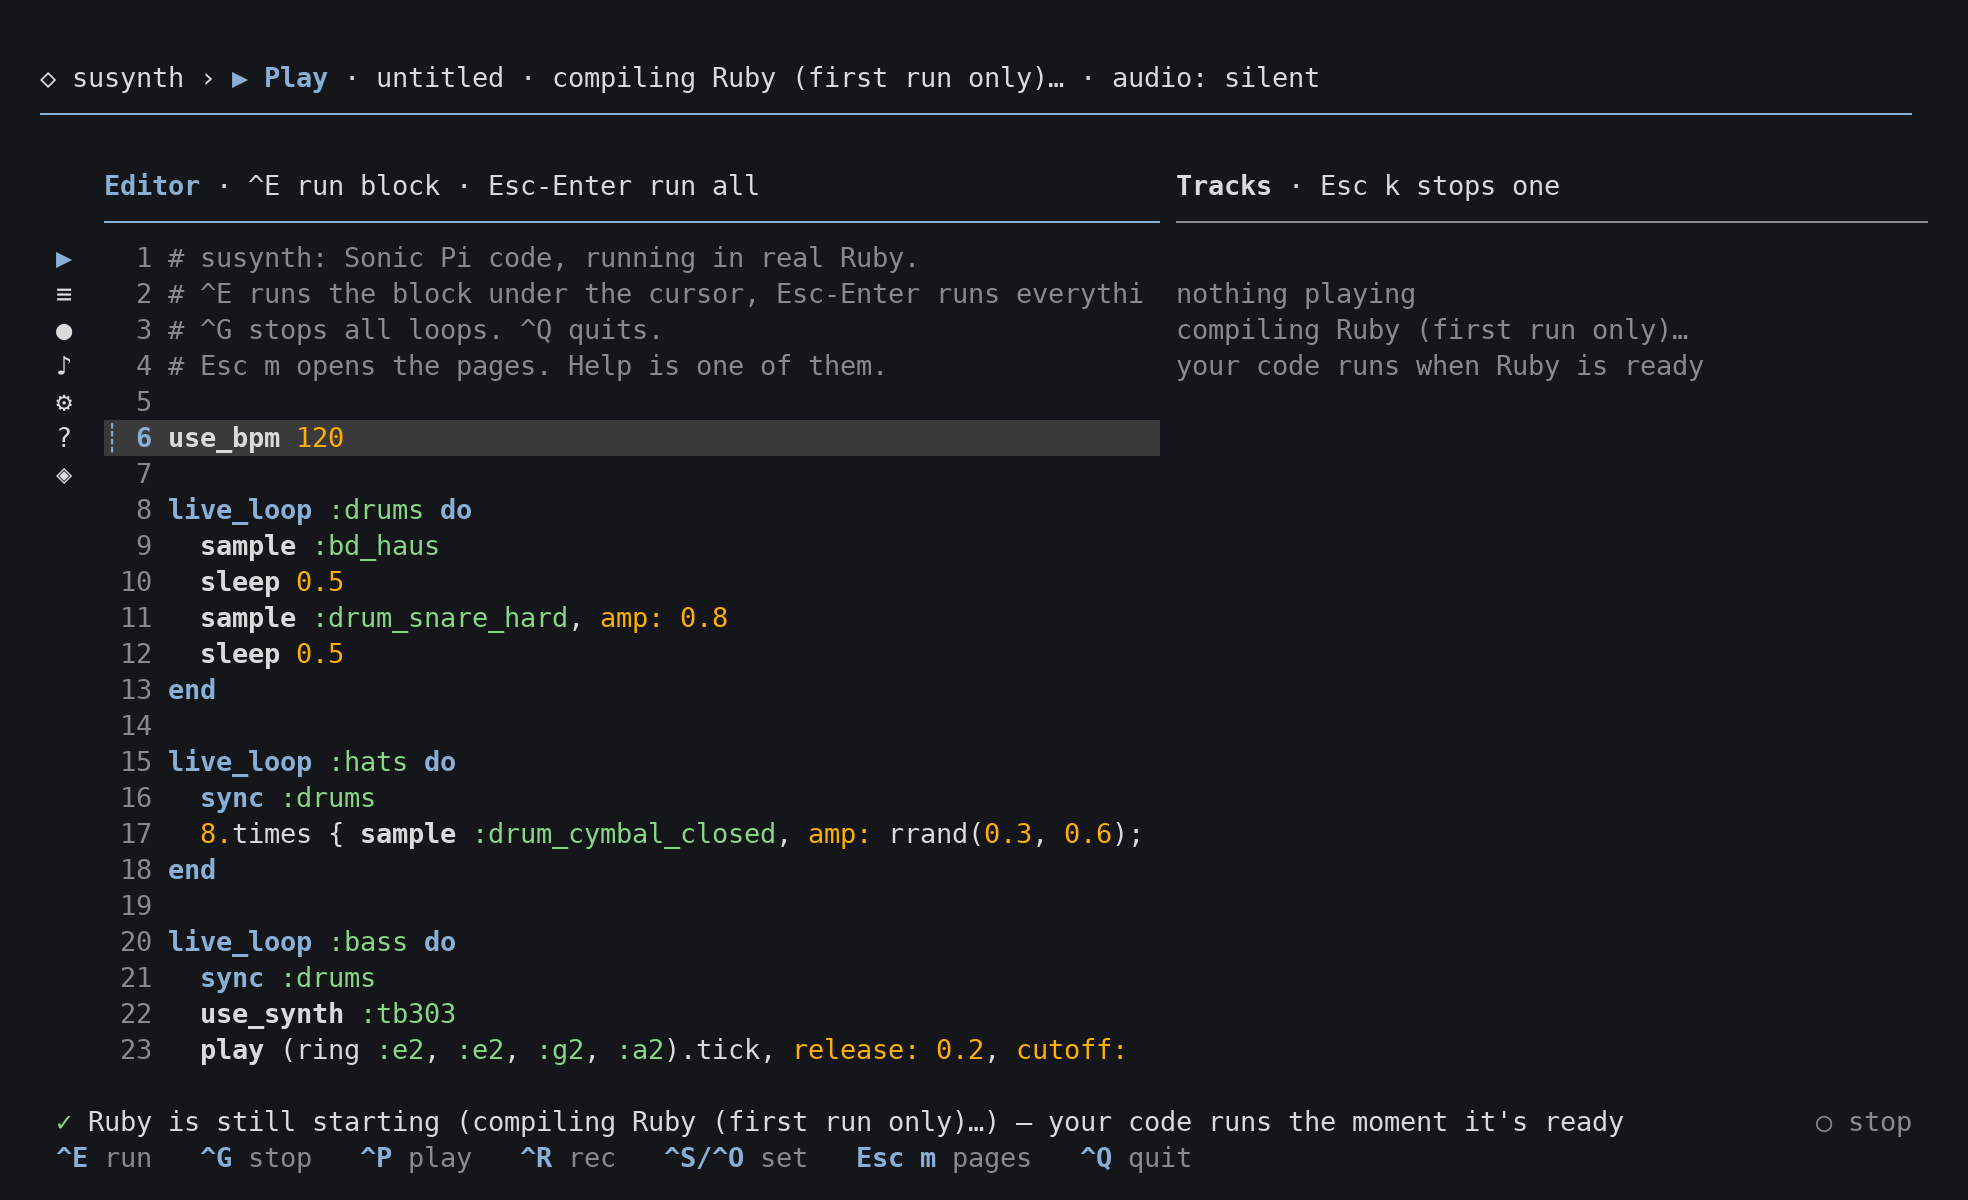 ◇ susynth › ▶ Play · untitled · compiling Ruby (first run only)… · audio: silent
Editor · ^E run block · Esc-Enter run all
Tracks · Esc k stops one
▶ 1 # susynth: Sonic Pi code, running in real Ruby.
≡ 2 # ^E runs the block under the cursor, Esc-Enter runs everythi
nothing playing
● 3 # ^G stops all loops. ^Q quits.
compiling Ruby (first run only)…
♪ 4 # Esc m opens the pages. Help is one of them.
your code runs when Ruby is ready
⚙ 5
? ┊ 6 use_bpm 120
◈ 7
8 live_loop :drums do
9   sample :bd_haus
10   sleep 0.5
11   sample :drum_snare_hard, amp: 0.8
12   sleep 0.5
13 end
14
15 live_loop :hats do
16   sync :drums
17   8.times { sample :drum_cymbal_closed, amp: rrand(0.3, 0.6);
18 end
19
20 live_loop :bass do
21   sync :drums
22   use_synth :tb303
23   play (ring :e2, :e2, :g2, :a2).tick, release: 0.2, cutoff:
✓ Ruby is still starting (compiling Ruby (first run only)…) — your code runs the moment it's ready ○ stop
^E run ^G stop ^P play ^R rec ^S/^O set Esc m pages ^Q quit